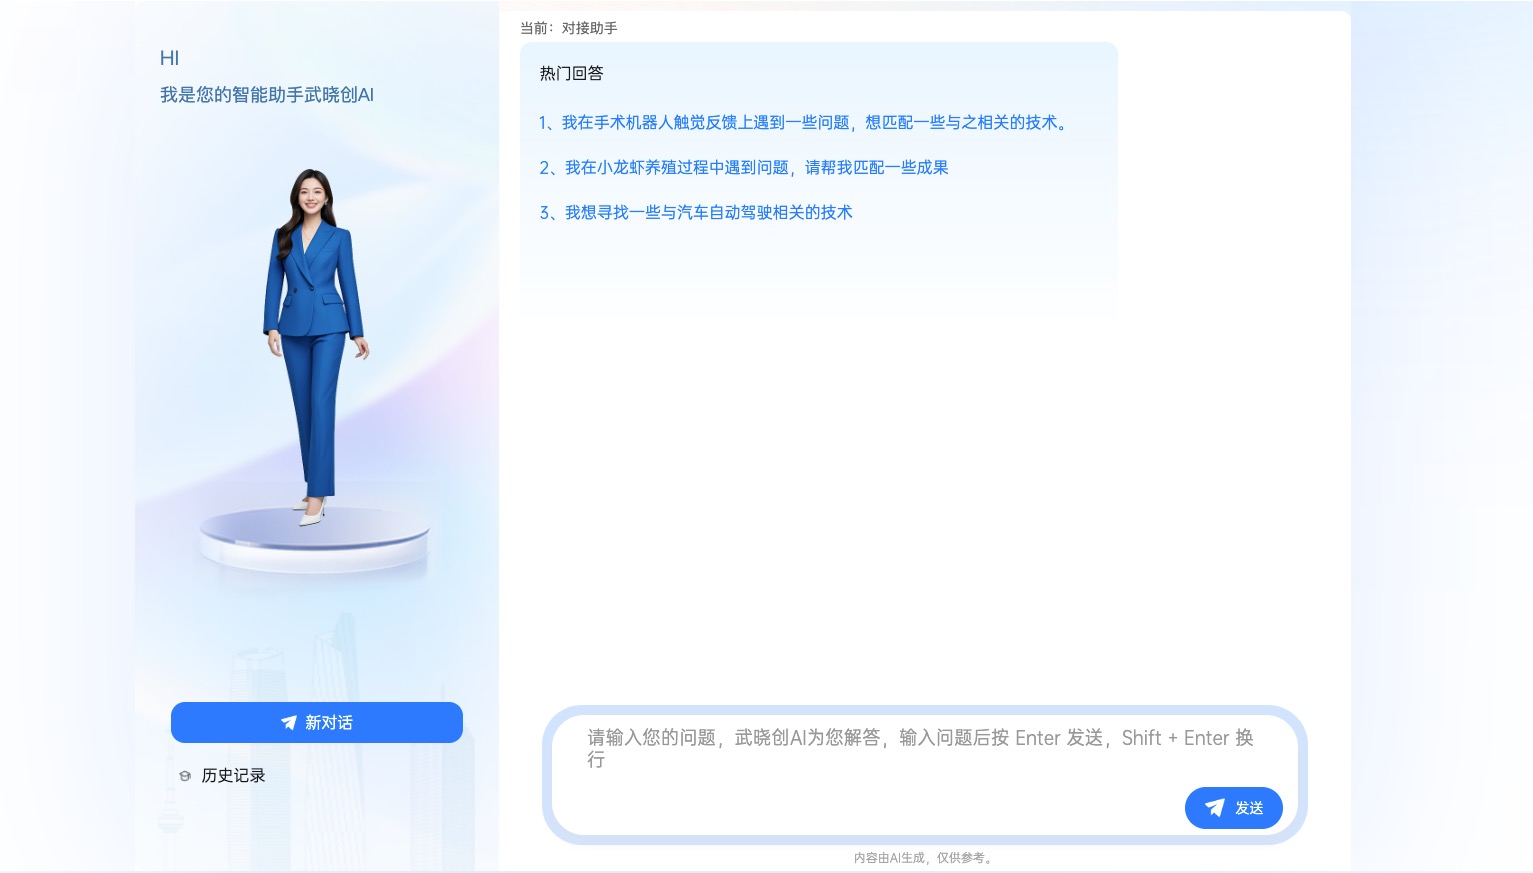 HI
我是您的智能助手武晓创AI
新对话
历史记录
当前：对接助手
热门回答
1、我在手术机器人触觉反馈上遇到一些问题，想匹配一些与之相关的技术。
2、我在小龙虾养殖过程中遇到问题，请帮我匹配一些成果
3、我想寻找一些与汽车自动驾驶相关的技术
请输入您的问题，武晓创AI为您解答，输入问题后按 Enter 发送，Shift + Enter 换
行
发送
内容由AI生成，仅供参考。